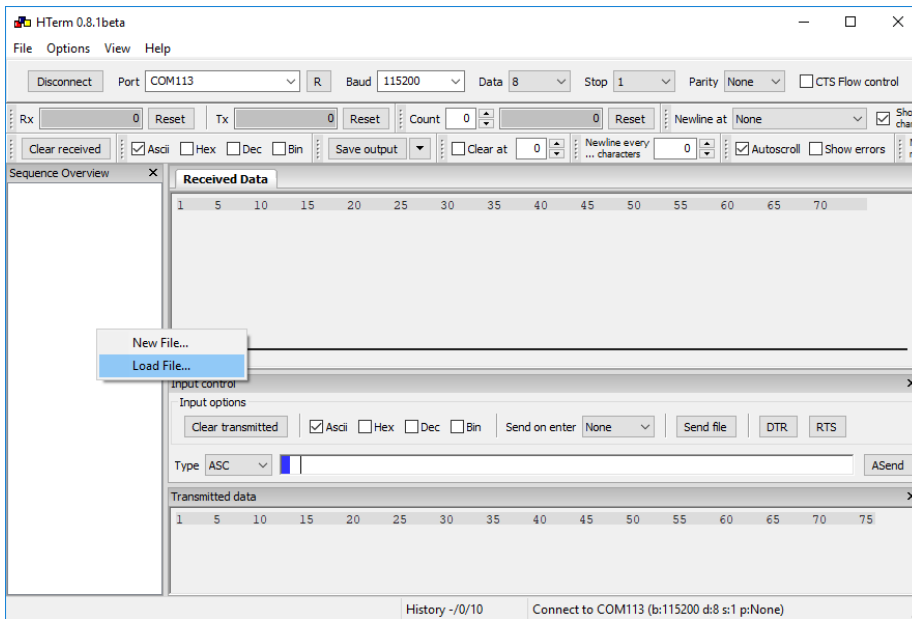 HTerm 0.8.1beta
File Options View Help
Disconnect Port COM113 R Baud 115200 Data 8 Stop 1 Parity None CTS Flow control
Rx 0 Reset Tx 0 Reset Count 0 0 Reset Newline at None
Clear received Ascii Hex Dec Bin Save output Clear at 0 Newline every ... characters 0 Autoscroll Show errors
Sequence Overview
Received Data
1 5 10 15 20 25 30 35 40 45 50 55 60 65 70
New File...
Load File...
Input control
Input options
Clear transmitted Ascii Hex Dec Bin Send on enter None Send file DTR RTS
Type ASC ASend
Transmitted data
1 5 10 15 20 25 30 35 40 45 50 55 60 65 70 75
History -/0/10 Connect to COM113 (b:115200 d:8 s:1 p:None)